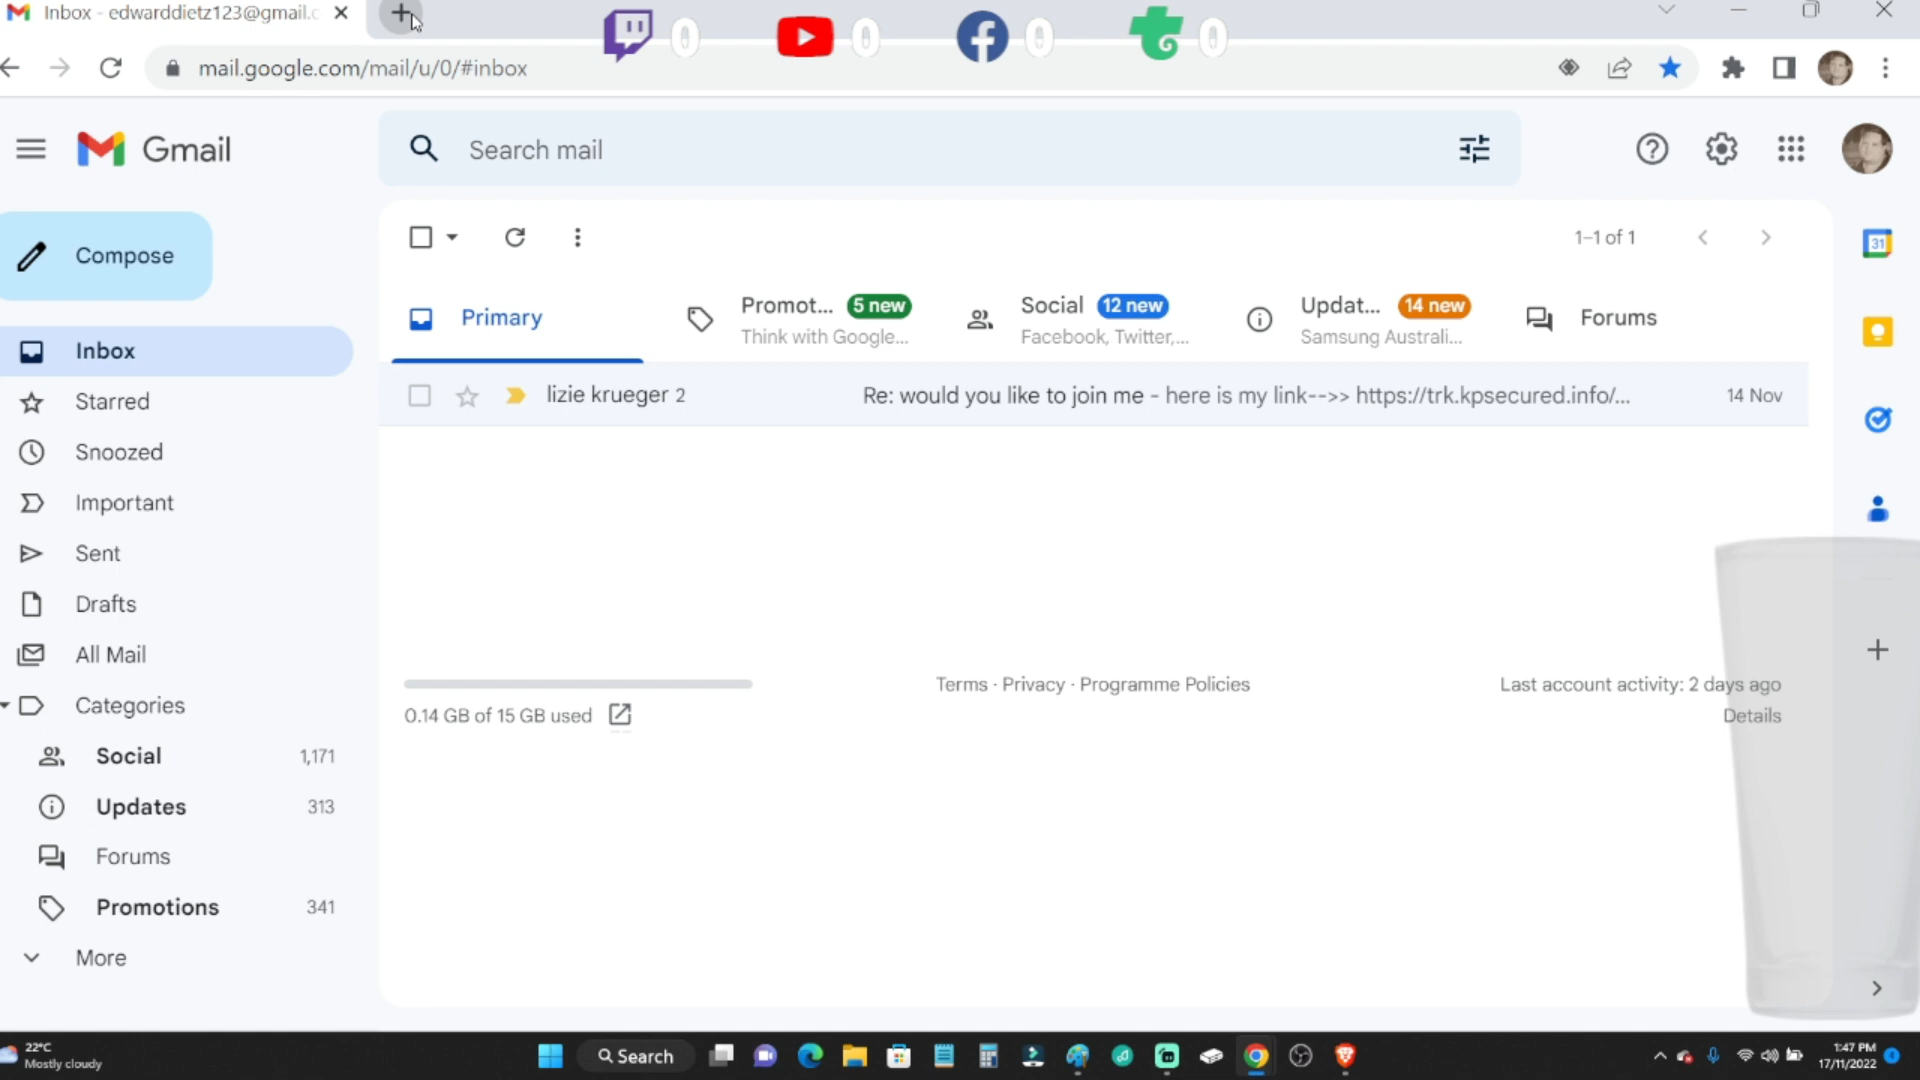 Inbox - edwarddietz123@gmail.c
0
0
0
0
mail.google.com/mail/u/0/#inbox
Gmail
Search mail
Compose
1–1 of 1
Primary
Promot... 5 new
Think with Google...
Social 12 new
Facebook, Twitter,...
Updat... 14 new
Samsung Australi...
Forums
31
Inbox
lizie krueger 2
Re: would you like to join me - here is my link-->> https://trk.kpsecured.info/...
14 Nov
Starred
Snoozed
Important
Sent
Drafts
All Mail
Categories
Social 1,171
Updates 313
Forums
Promotions 341
More
0.14 GB of 15 GB used
Terms · Privacy · Programme Policies
Last account activity: 2 days ago
Details
22°C
Mostly cloudy
Search
1:47 PM
17/11/2022